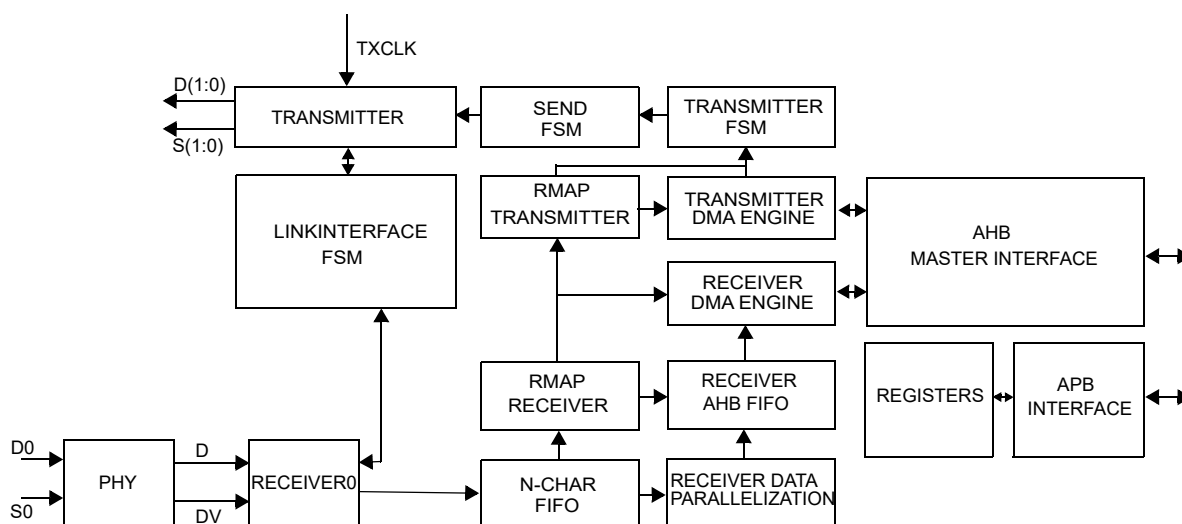 TXCLK
D(1:0)
S(1:0)
TRANSMITTER
SEND
FSM
TRANSMITTER
FSM
LINKINTERFACE
FSM
RMAP
TRANSMITTER
TRANSMITTER
DMA ENGINE
AHB
MASTER INTERFACE
RECEIVER
DMA ENGINE
RMAP
RECEIVER
RECEIVER
AHB FIFO
REGISTERS
APB
INTERFACE
D0
S0
PHY
D
DV
RECEIVER0
N-CHAR
FIFO
RECEIVER DATA
PARALLELIZATION